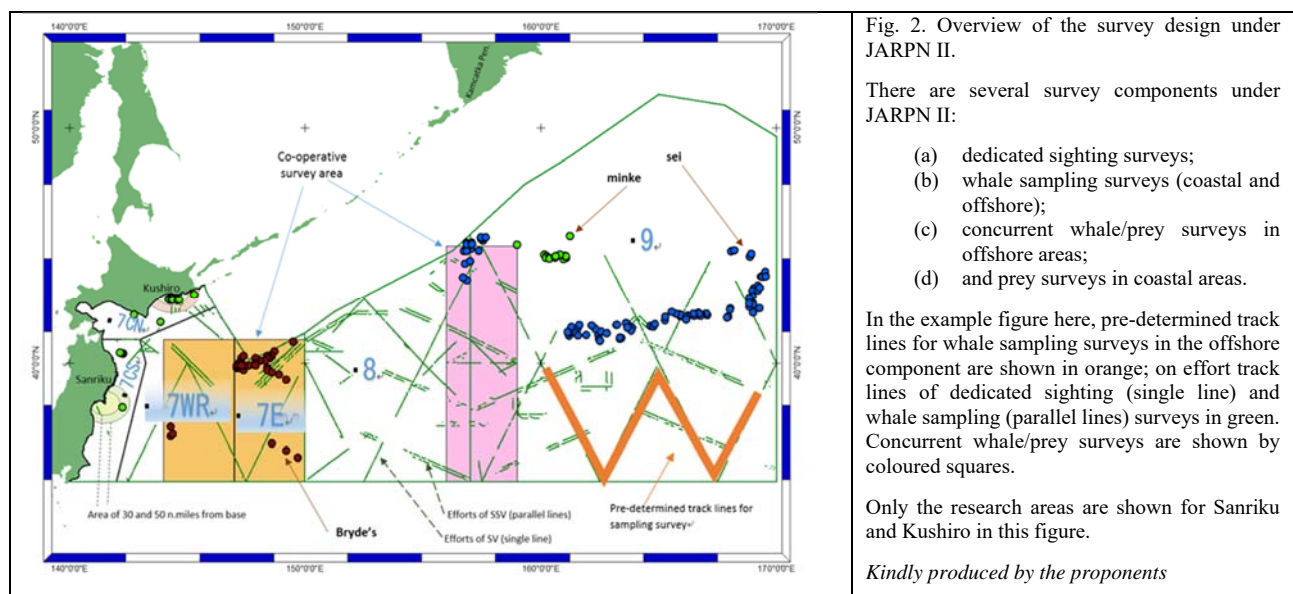 140°0'0"E 150°0'0"E 160°0'0"E 170°0'0"E
Kamcatka Pen.
50°0'0"N 50°0'0"N
Co-operative
survey area
sei
minke
9
Kushiro
7CN
40°0'0"N 40°0'0"N
Sanriku
7CS
8
7WR 7E
Area of 30 and 50 n.miles from base
Efforts of SSV (parallel lines)
Efforts of SV (single line)
Bryde's
Pre-determined track lines for
sampling survey
140°0'0"E 150°0'0"E 160°0'0"E 170°0'0"E
Fig. 2. Overview of the survey design under
JARPN II.
There are several survey components under
JARPN II:
(a) dedicated sighting surveys;
(b) whale sampling surveys (coastal and
offshore);
(c) concurrent whale/prey surveys in
offshore areas;
(d) and prey surveys in coastal areas.
In the example figure here, pre-determined track
lines for whale sampling surveys in the offshore
component are shown in orange; on effort track
lines of dedicated sighting (single line) and
whale sampling (parallel lines) surveys in green.
Concurrent whale/prey surveys are shown by
coloured squares.
Only the research areas are shown for Sanriku
and Kushiro in this figure.
Kindly produced by the proponents